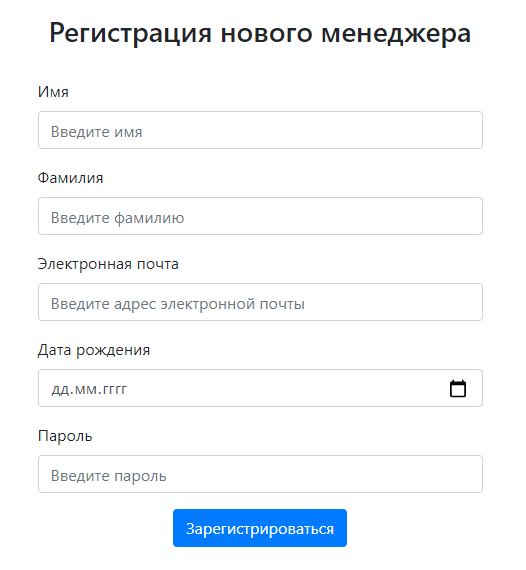 Регистрация нового менеджера
Имя
Введите имя
Фамилия
Введите фамилию
Электронная почта
Введите адрес электронной почты
Дата рождения
дд.мм.гггг
Пароль
Введите пароль
Зарегистрироваться